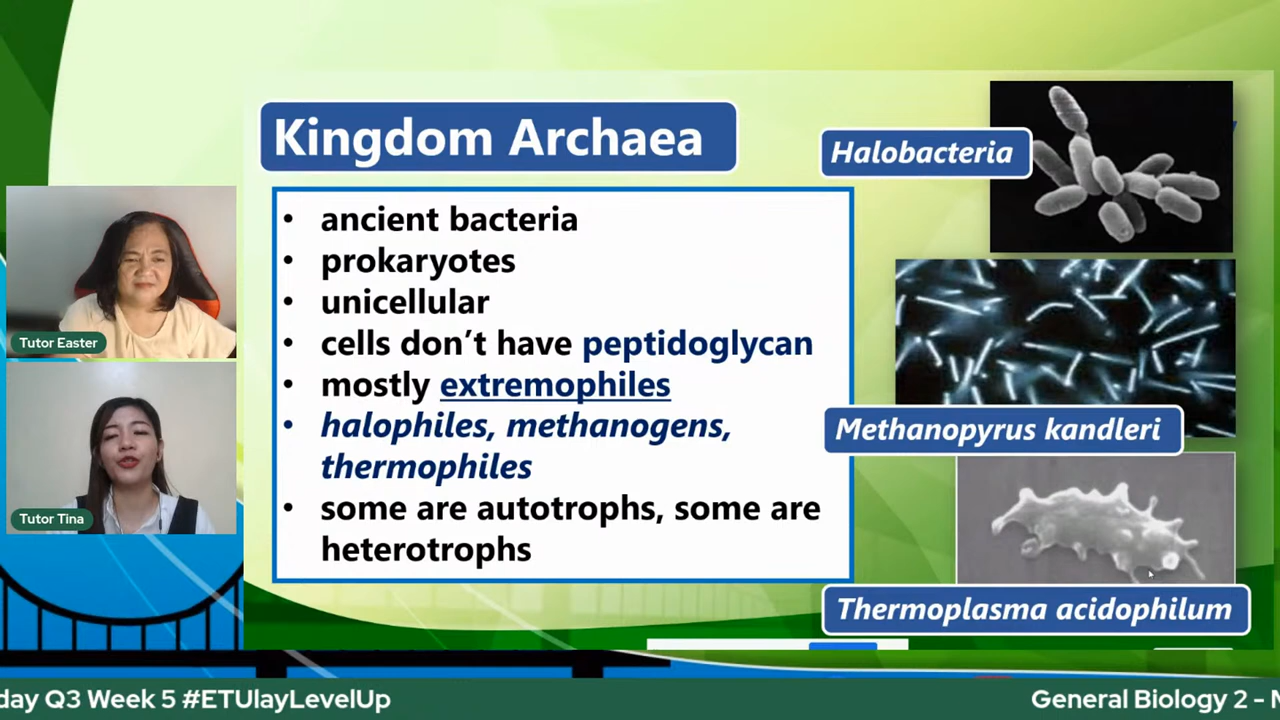 Kingdom Archaea
• ancient bacteria
• prokaryotes
• unicellular
• cells don’t have peptidoglycan
• mostly extremophiles
• halophiles, methanogens,
thermophiles
• some are autotrophs, some are
heterotrophs
Halobacteria
Methanopyrus kandleri
Thermoplasma acidophilum
Tutor Easter
Tutor Tina
day Q3 Week 5 #ETUlayLevelUp
General Biology 2 -